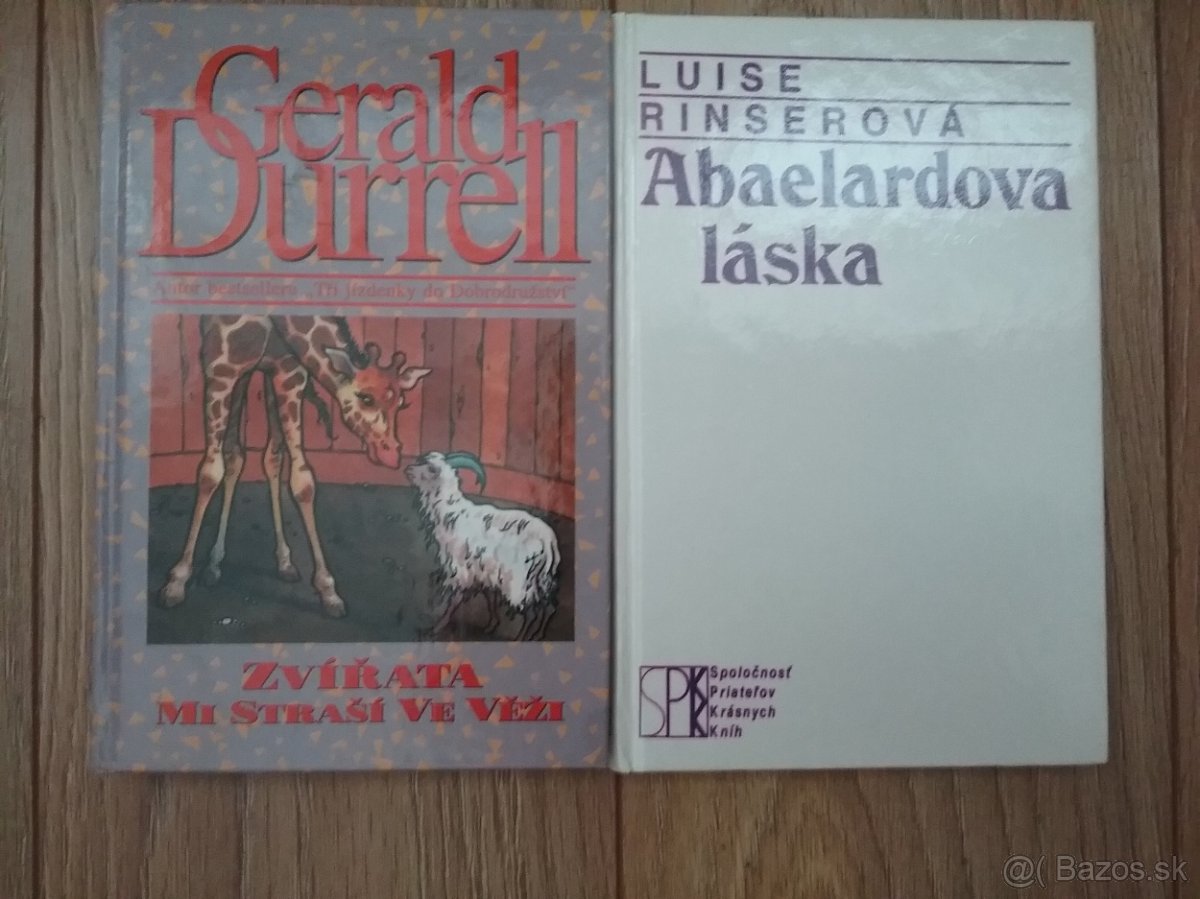 Gerald
Durrell
Autor bestselleru „Tři jízdenky do Dobrodružství"
ZVÍŘATA
MI STRAŠÍ VE VĚŽI
LUISE
RINSEROVÁ
Abaelardova
láska
SPKK
Spoločnosť
Priateľov
Krásnych
Kníh
@( Bazos.sk